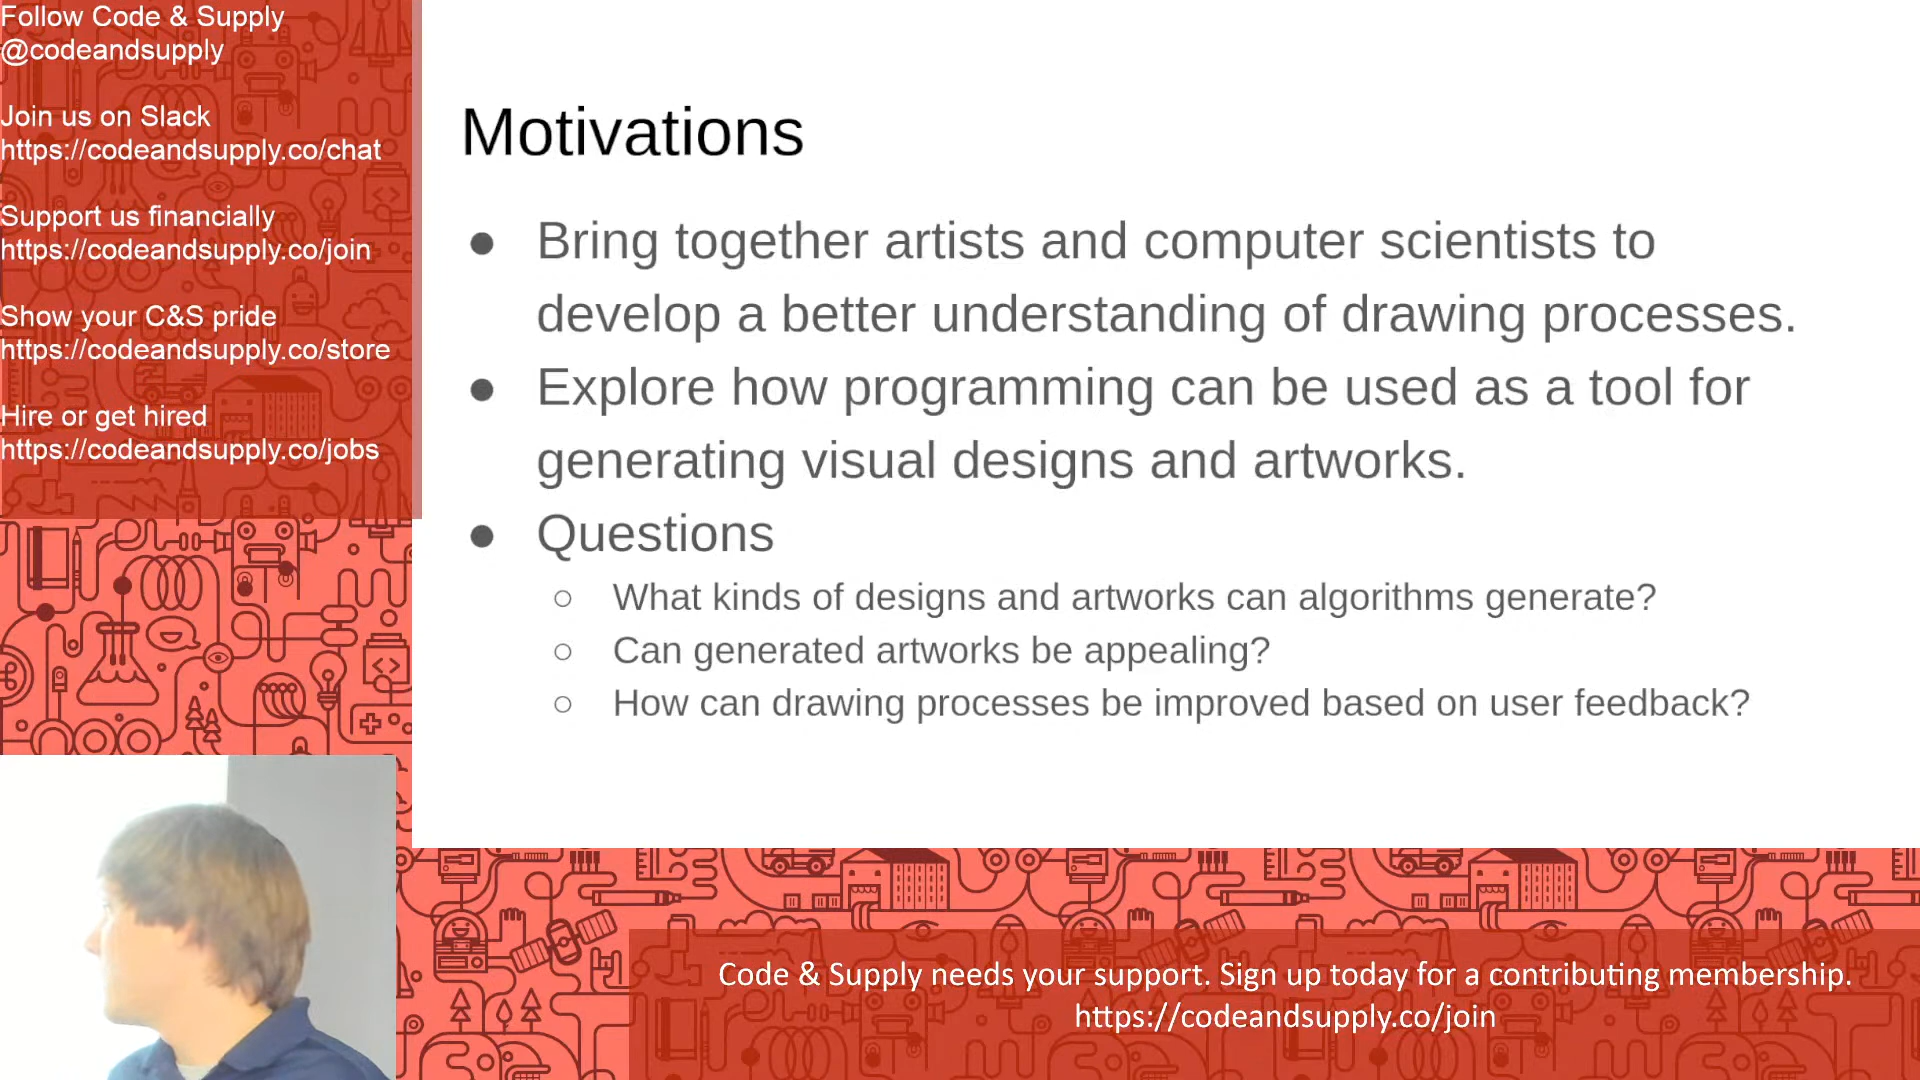 Follow Code & Supply
@codeandsupply
Join us on Slack
https://codeandsupply.co/chat
Support us financially
https://codeandsupply.co/join
Show your C&S pride
https://codeandsupply.co/store
Hire or get hired
https://codeandsupply.co/jobs
Motivations
● Bring together artists and computer scientists to
develop a better understanding of drawing processes.
● Explore how programming can be used as a tool for
generating visual designs and artworks.
● Questions
○ What kinds of designs and artworks can algorithms generate?
○ Can generated artworks be appealing?
○ How can drawing processes be improved based on user feedback?
Code & Supply needs your support. Sign up today for a contributing membership.
https://codeandsupply.co/join